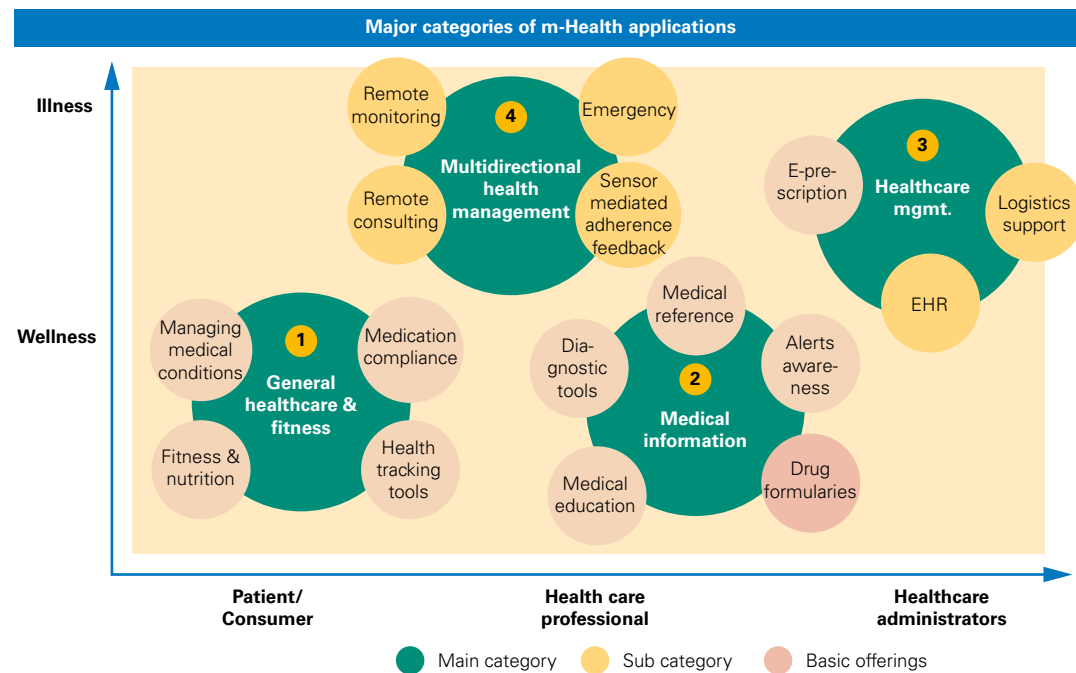 Major categories of m-Health applications
Illness
Wellness
Remote
monitoring
Emergency
4
Multidirectional
health
management
Remote
consulting
Sensor
mediated
adherence
feedback
3
Healthcare
mgmt.
E-pre-
scription
Logistics
support
EHR
Managing
medical
conditions
1
General
healthcare &
fitness
Medication
compliance
Fitness &
nutrition
Health
tracking
tools
Medical
reference
Dia-
gnostic
tools
2
Medical
information
Alerts
aware-
ness
Medical
education
Drug
formularies
Patient/
Consumer
Health care
professional
Healthcare
administrators
Main category
Sub category
Basic offerings